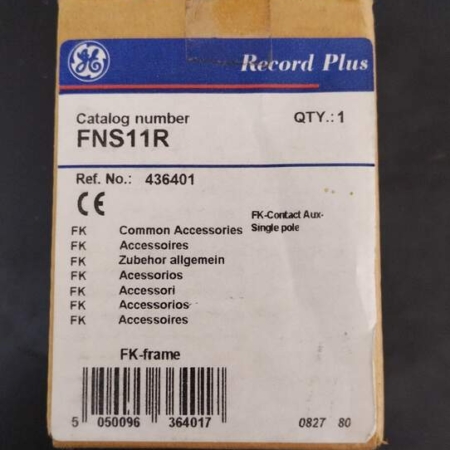 GE
Record Plus
Catalog number QTY.: 1
FNS11R
Ref. No.: 436401
CE
FK-Contact Aux-
Single pole
FK Common Accessories
FK Accessoires
FK Zubehor allgemein
FK Acessorios
FK Accessori
FK Accessorios
FK Accessoires
FK-frame
5 050096 364017
0827 80